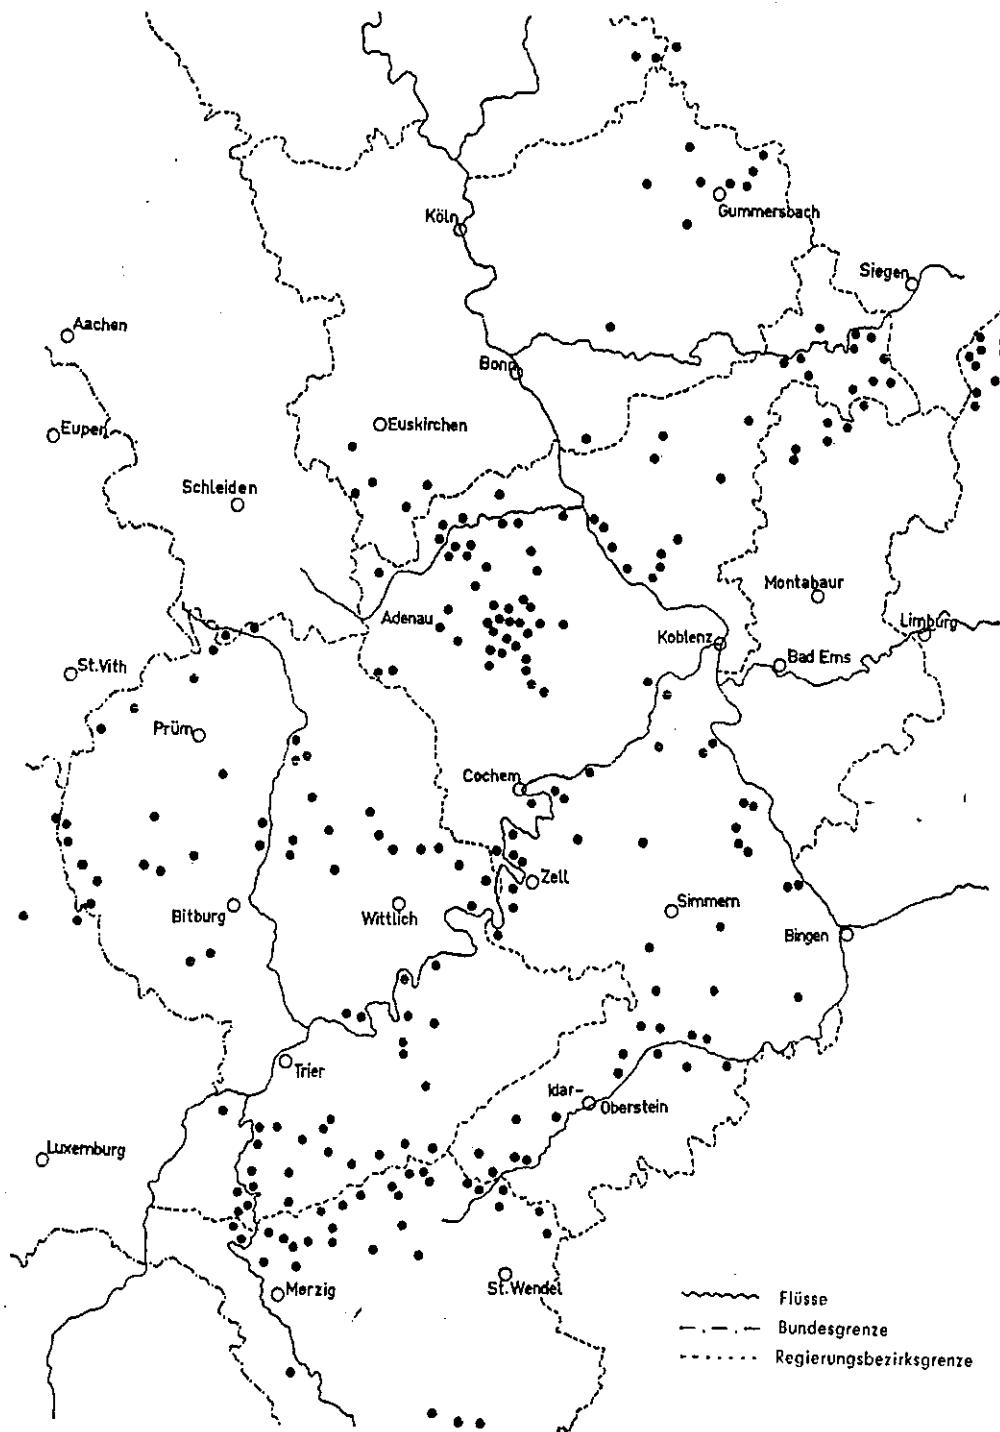 Köln
Gummersbach
Siegen
Aachen
Bonn
Eupen
Euskirchen
Schleiden
Montabaur
Adenau
Limburg
Koblenz
Bad Ems
St.Vith
Prüm
Cochem
Zell
Simmern
Bitburg
Wittlich
Bingen
Trier
Idar-
Oberstein
Luxemburg
Merzig
St.Wendel
Flüsse
Bundesgrenze
Regierungsbezirksgrenze